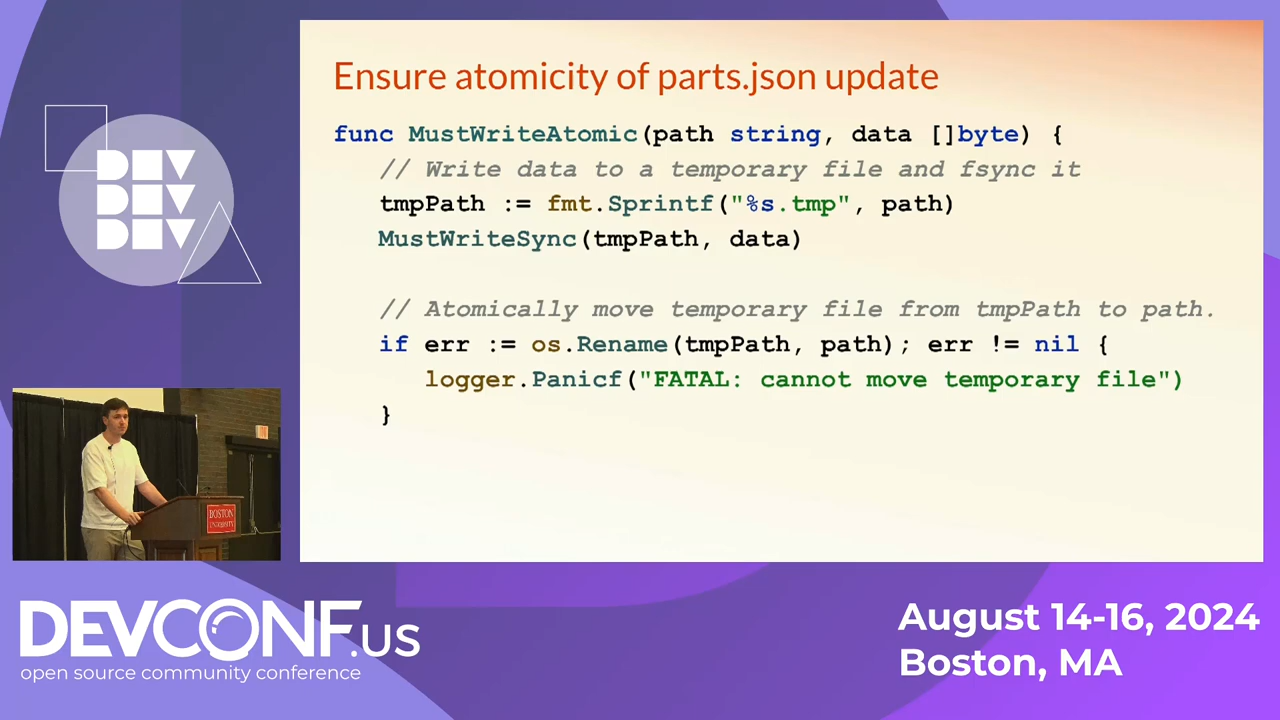 DEV
DEV
DEV
Ensure atomicity of parts.json update
func MustWriteAtomic(path string, data []byte) {
// Write data to a temporary file and fsync it
tmpPath := fmt.Sprintf("%s.tmp", path)
MustWriteSync(tmpPath, data)
// Atomically move temporary file from tmpPath to path.
if err := os.Rename(tmpPath, path); err != nil {
logger.Panicf("FATAL: cannot move temporary file")
}
BOSTON
UNIVERSITY
DEVCONF.US
open source community conference
August 14-16, 2024
Boston, MA